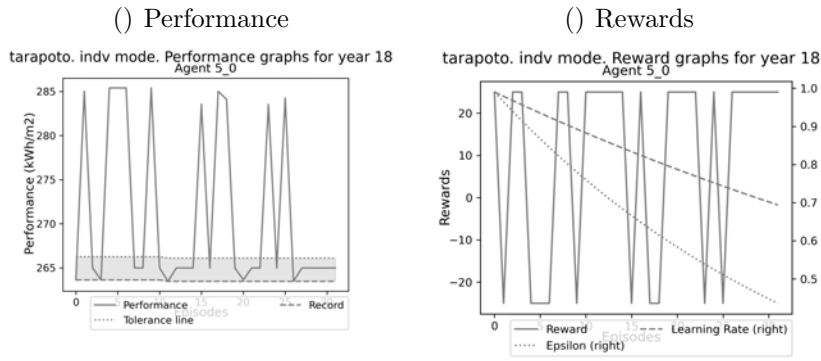 () Performance
tarapoto. indv mode. Performance graphs for year 18
Agent 5_0
Performance (kWh/m2)
285
280
275
270
265
0
5
10
15
20
25
30
Episodes
Performance
Tolerance line
Record
() Rewards
tarapoto. indv mode. Reward graphs for year 18
Agent 5_0
Rewards
20
10
0
−10
−20
1.0
0.9
0.8
0.7
0.6
0.5
0
5
10
15
20
25
30
Episodes
Reward
Epsilon (right)
Learning Rate (right)